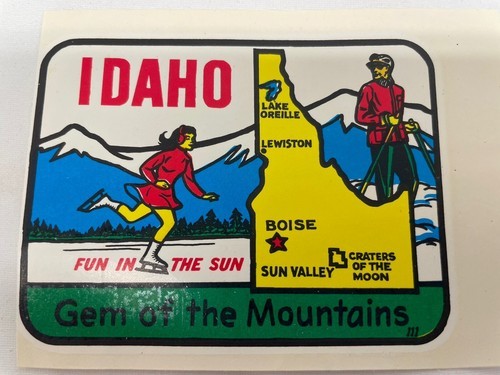 IDAHO
LAKE
OREILLE
LEWISTON
BOISE
SUN VALLEY
CRATERS
OF THE
MOON
FUN IN THE SUN
Gem of the Mountains